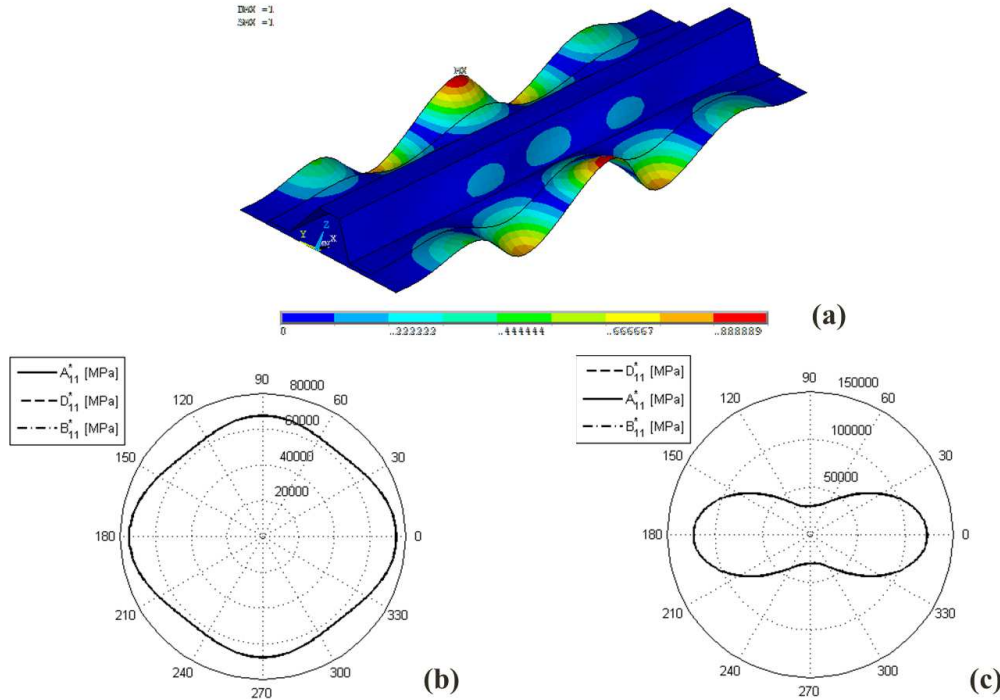 DMX =1
SMX =1
MX
Z
Y
X
0
.222222
.444444
.666667
.888889
(a)
A*11 [MPa]
D*11 [MPa]
B*11 [MPa]
90
80000
120
60
60000
40000
150
30
20000
180
0
210
330
240
300
270
(b)
D*11 [MPa]
A*11 [MPa]
B*11 [MPa]
90
150000
120
60
100000
150
50000
30
180
0
210
330
240
300
270
(c)